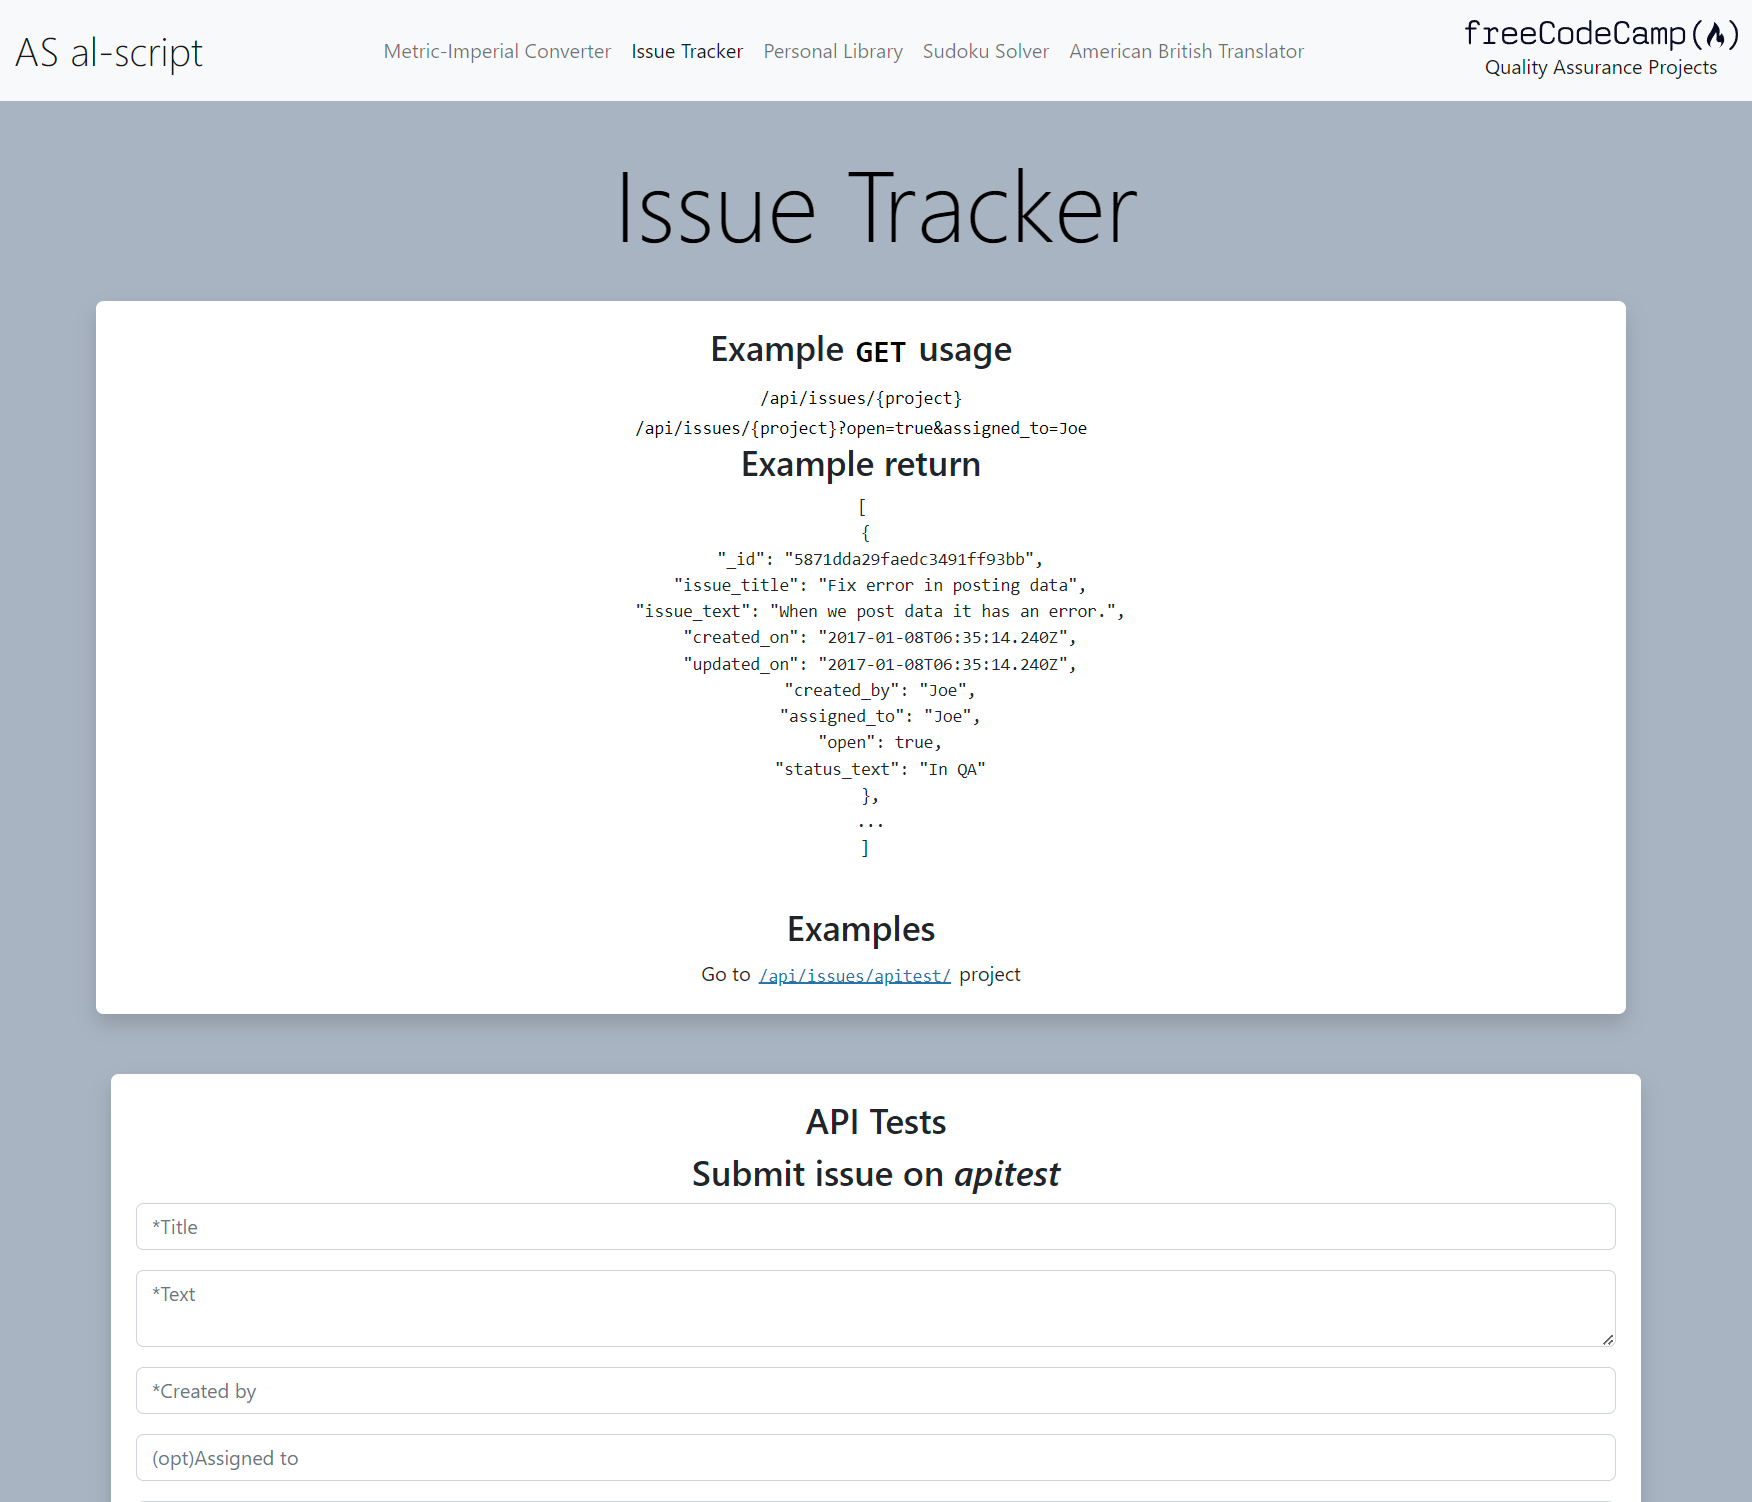 AS al-script
Metric-Imperial Converter Issue Tracker Personal Library Sudoku Solver American British Translator
freeCodeCamp(🔥)
Quality Assurance Projects
Issue Tracker
Example GET usage
/api/issues/{project}
/api/issues/{project}?open=true&assigned_to=Joe
Example return
[
{
"_id": "5871dda29faedc3491ff93bb",
"issue_title": "Fix error in posting data",
"issue_text": "When we post data it has an error.",
"created_on": "2017-01-08T06:35:14.240Z",
"updated_on": "2017-01-08T06:35:14.240Z",
"created_by": "Joe",
"assigned_to": "Joe",
"open": true,
"status_text": "In QA"
},
...
]
Examples
Go to /api/issues/apitest/ project
API Tests
Submit issue on apitest
*Title
*Text
*Created by
(opt)Assigned to